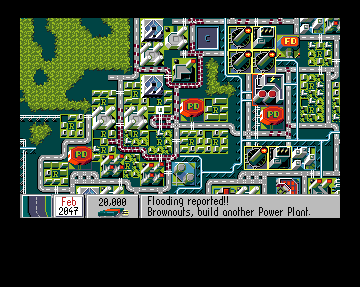 C
FD
PD
PD
PD
R
R
R
R
R
R
Feb
2047
20,000
Flooding reported!!
Brownouts, build another Power Plant.